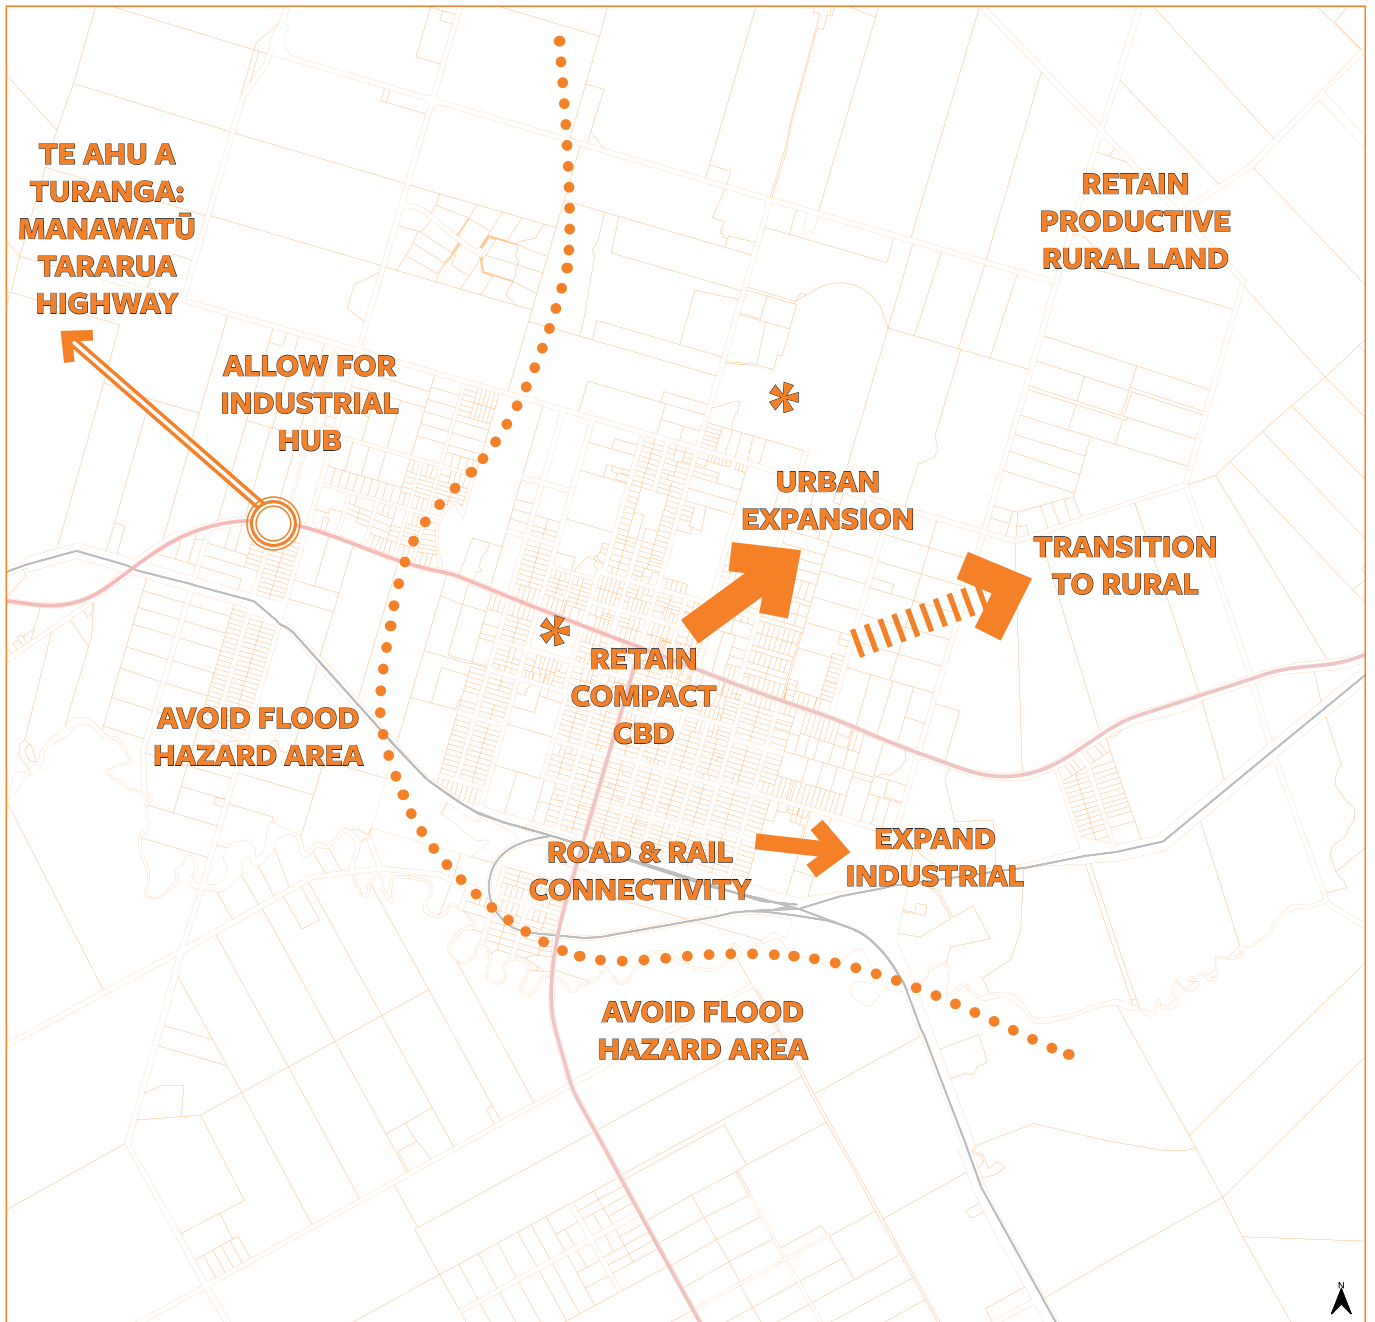 TE AHU A
TURANGA:
MANAWATŪ
TARARUA
HIGHWAY
RETAIN
PRODUCTIVE
RURAL LAND
ALLOW FOR
INDUSTRIAL
HUB
URBAN
EXPANSION
TRANSITION
TO RURAL
RETAIN
COMPACT
CBD
AVOID FLOOD
HAZARD AREA
ROAD & RAIL
CONNECTIVITY
EXPAND
INDUSTRIAL
AVOID FLOOD
HAZARD AREA
N